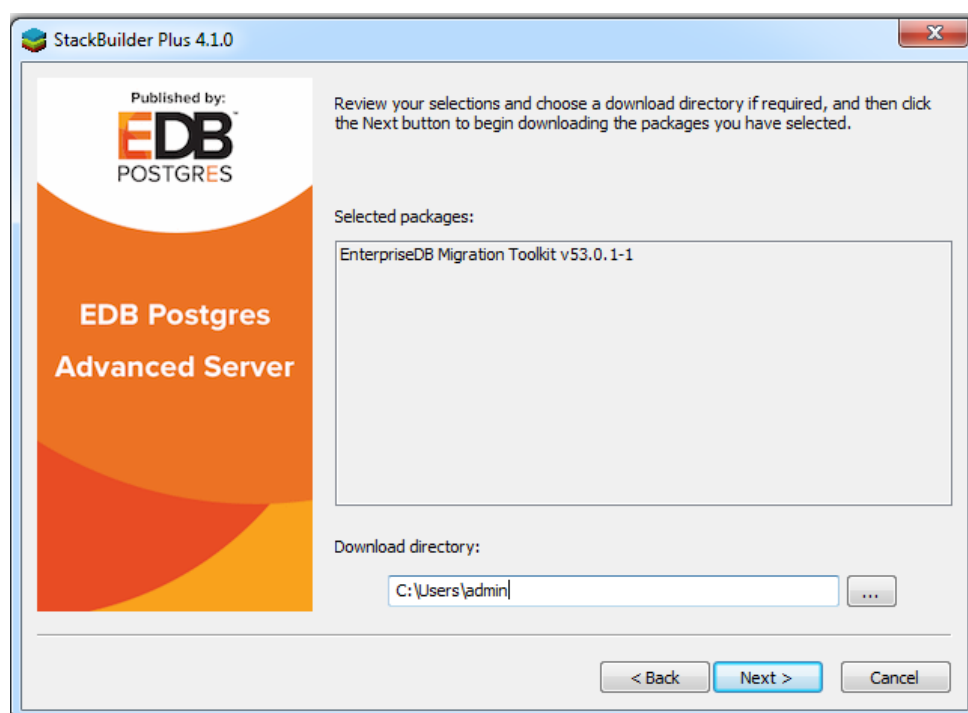 StackBuilder Plus 4.1.0
Published by:
EDB™
POSTGRES
EDB Postgres
Advanced Server
Review your selections and choose a download directory if required, and then click
the Next button to begin downloading the packages you have selected.
Selected packages:
EnterpriseDB Migration Toolkit v53.0.1-1
Download directory:
C:\Users\admin
...
< Back
Next >
Cancel